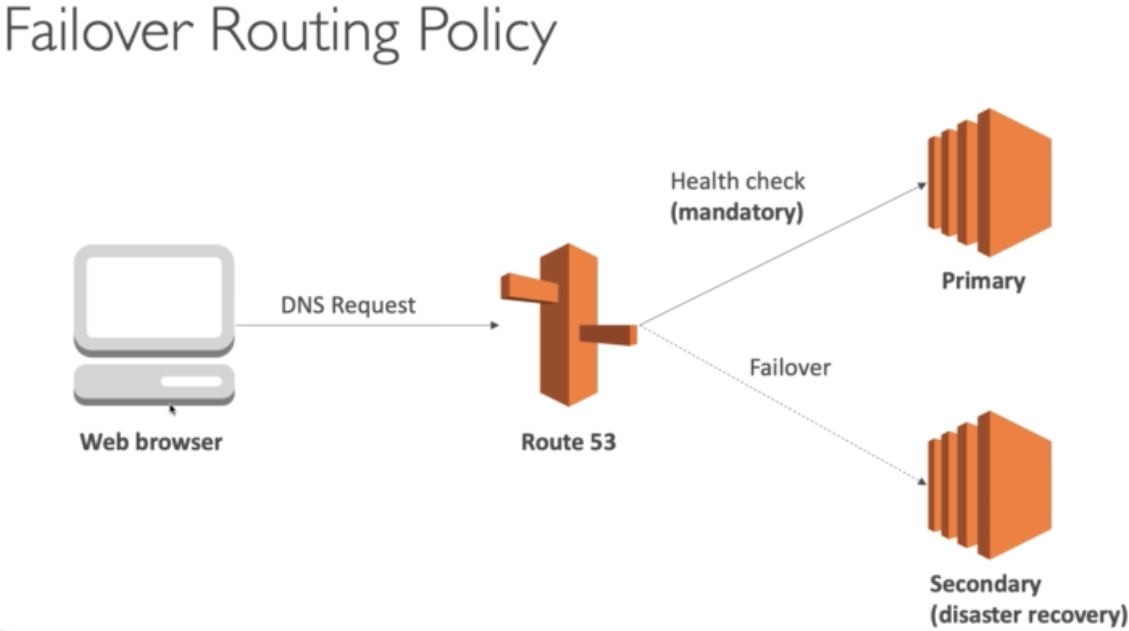 Failover Routing Policy
Health check
(mandatory)
Primary
DNS Request
Failover
Web browser
Route 53
Secondary
(disaster recovery)